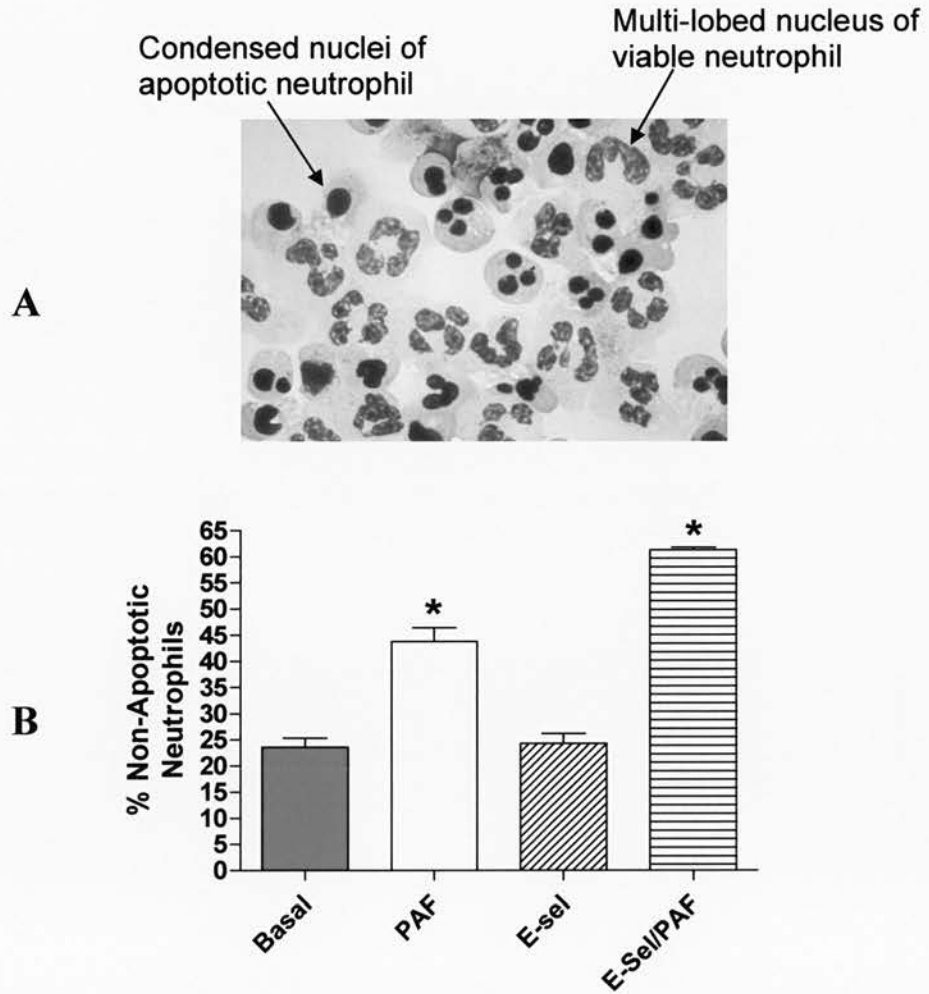 Condensed nuclei of
apoptotic neutrophil
Multi-lobed nucleus of
viable neutrophil
A
B
% Non-Apoptotic
Neutrophils
65
60
55
50
45
40
35
30
25
20
15
10
5
0
*
*
Basal
PAF
E-sel
E-Sel/PAF